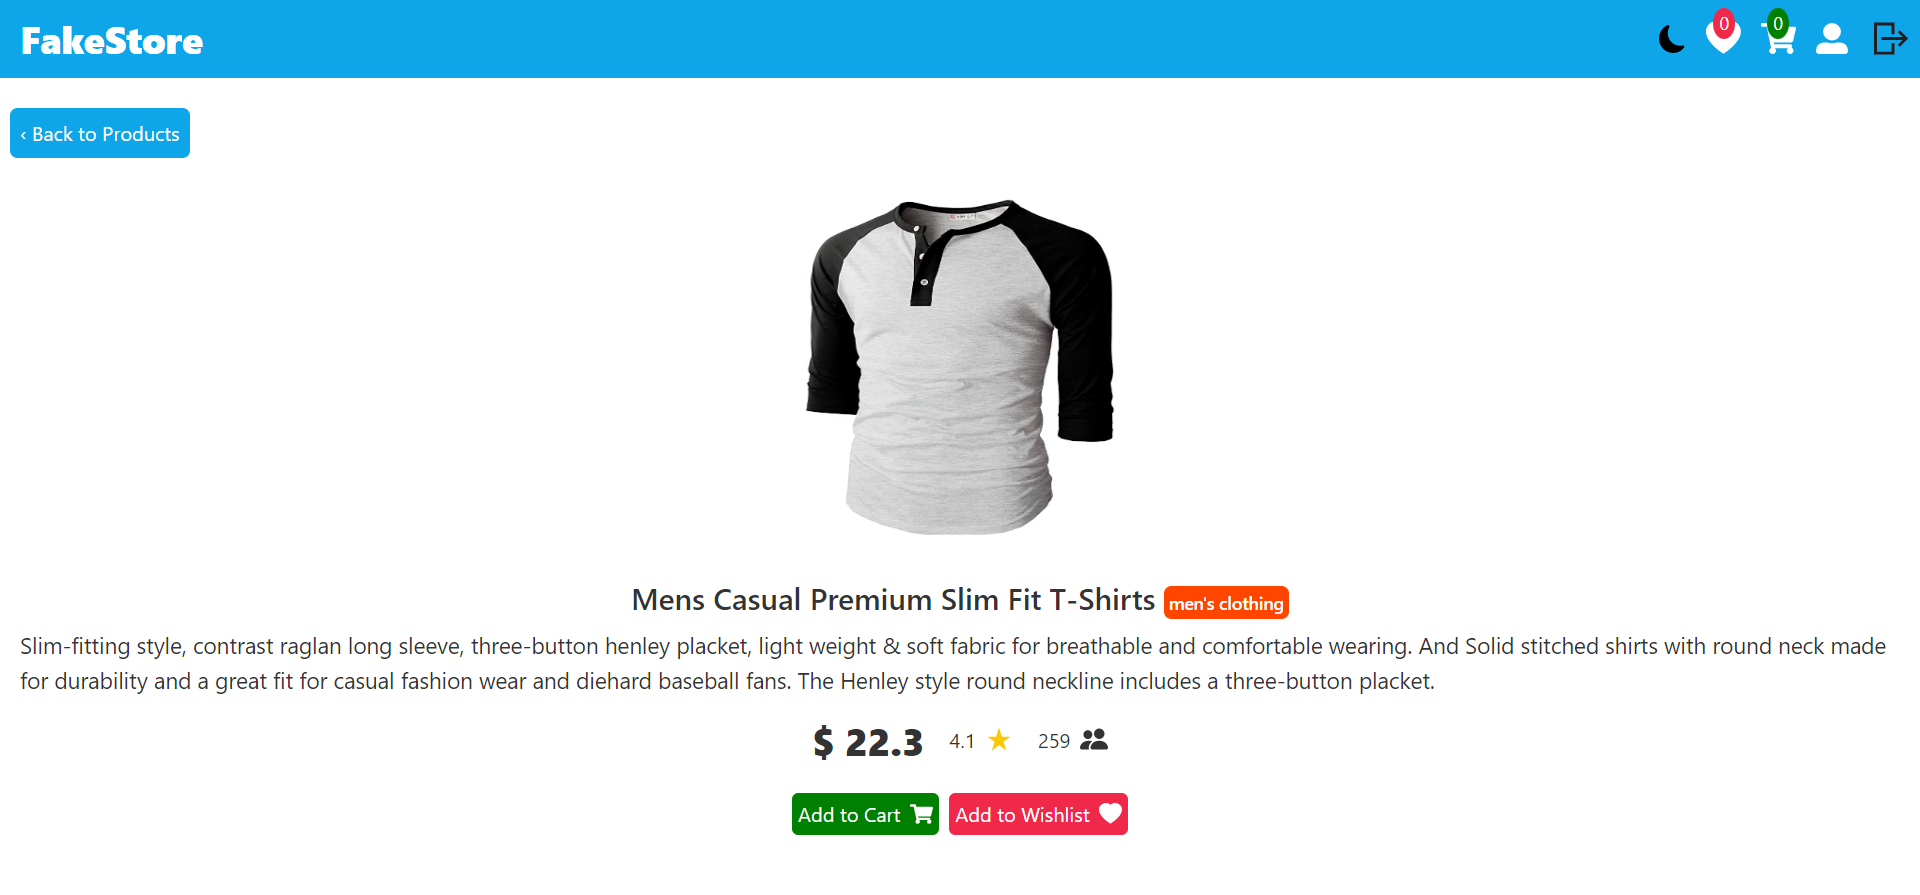 FakeStore
0
0
‹ Back to Products
Mens Casual Premium Slim Fit T-Shirts men's clothing
Slim-fitting style, contrast raglan long sleeve, three-button henley placket, light weight & soft fabric for breathable and comfortable wearing. And Solid stitched shirts with round neck made
for durability and a great fit for casual fashion wear and diehard baseball fans. The Henley style round neckline includes a three-button placket.
$ 22.3 4.1 259
Add to Cart Add to Wishlist